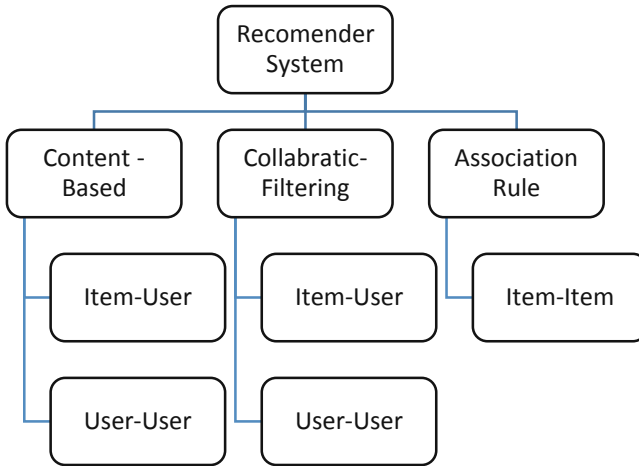 Recomender
System
Content -
Based
Collabratic-
Filtering
Association
Rule
Item-User
Item-User
Item-Item
User-User
User-User